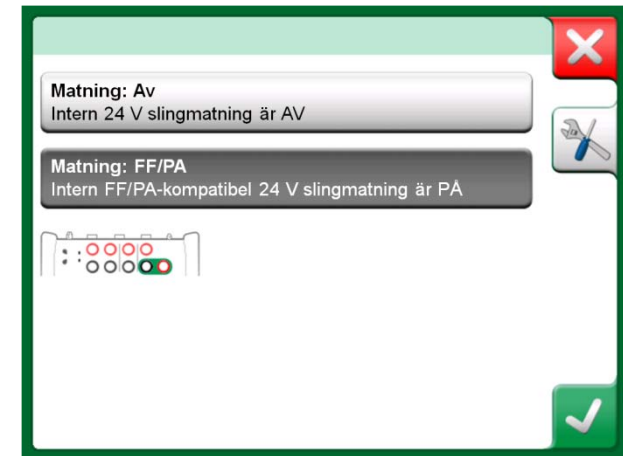 Matning: Av
Intern 24 V slingmatning är AV
Matning: FF/PA
Intern FF/PA-kompatibel 24 V slingmatning är PÅ